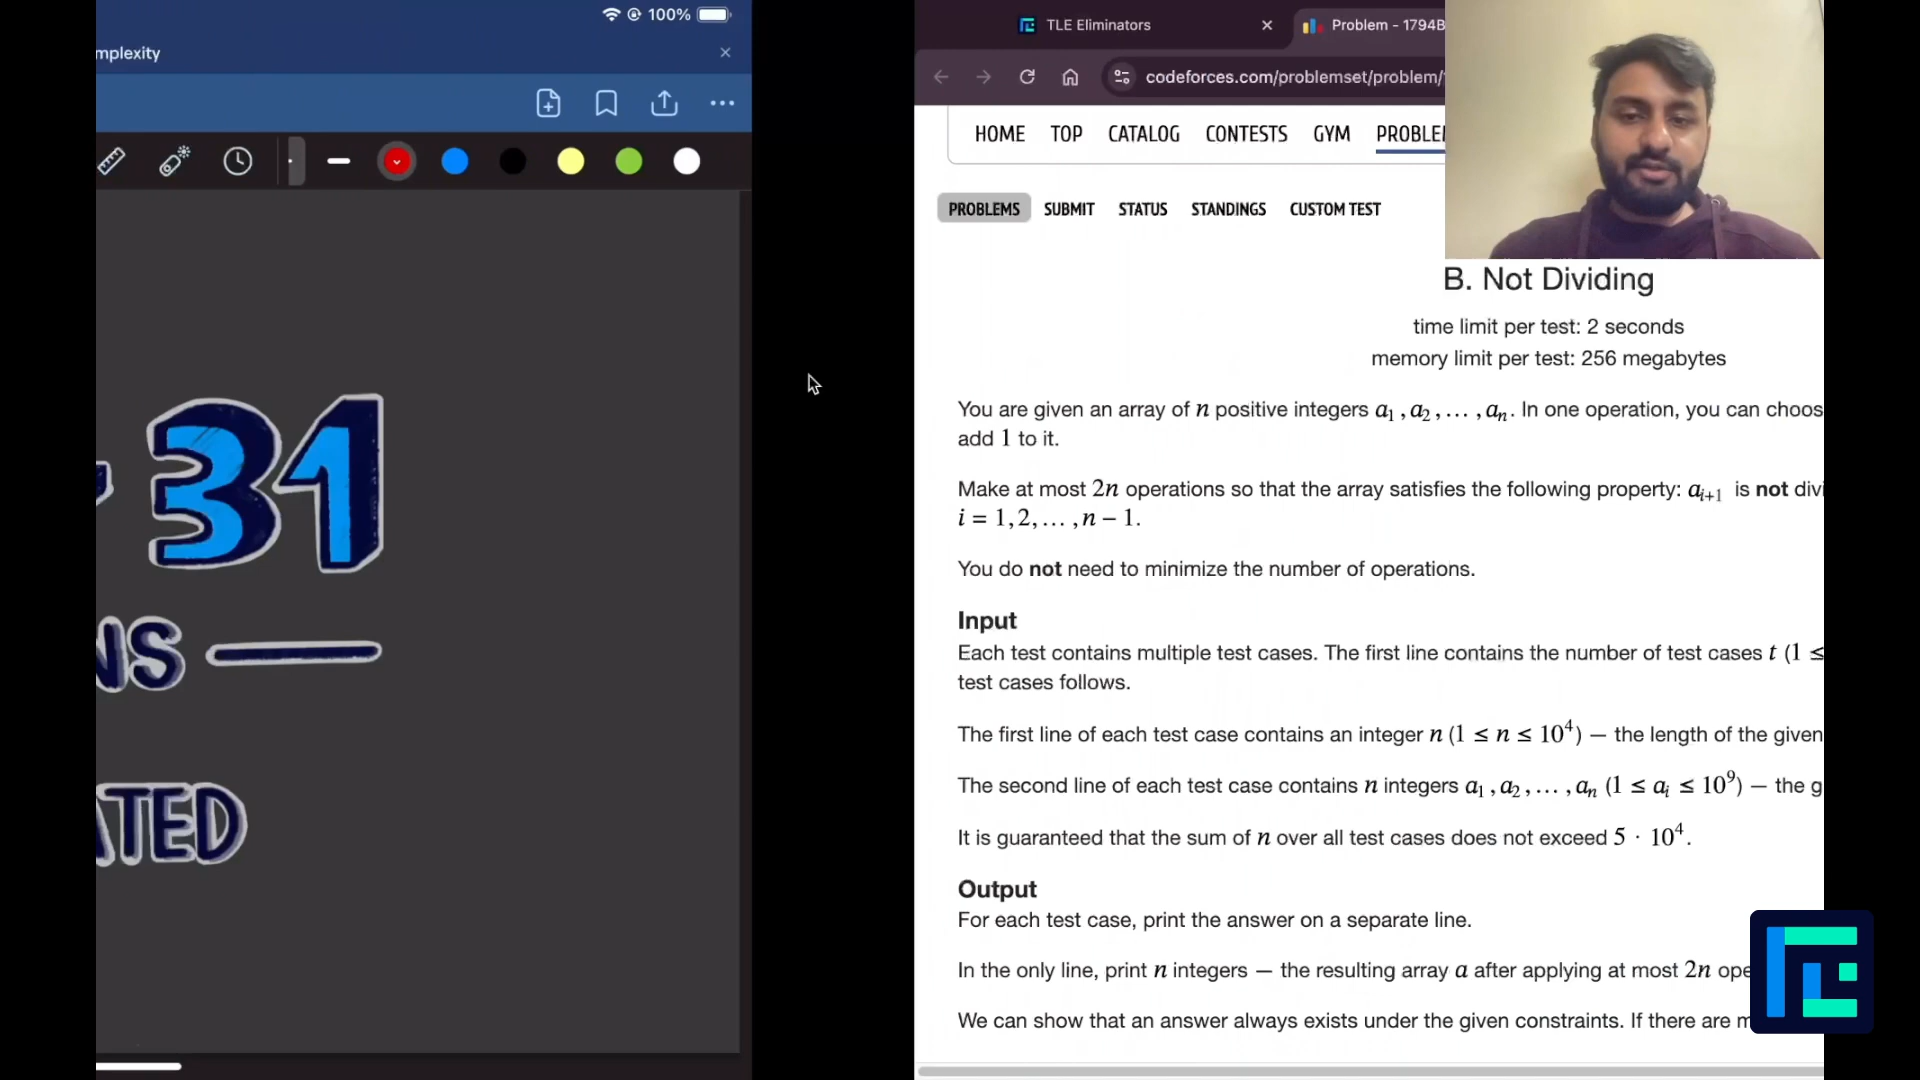 100%
mplexity
31
NS
ATED
TLE Eliminators
Problem - 1794B
codeforces.com/problemset/problem/
HOME TOP CATALOG CONTESTS GYM PROBLE
PROBLEMS SUBMIT STATUS STANDINGS CUSTOM TEST
B. Not Dividing
time limit per test: 2 seconds
memory limit per test: 256 megabytes
You are given an array of n positive integers a₁, a₂, …, aₙ. In one operation, you can choos
add 1 to it.
Make at most 2n operations so that the array satisfies the following property: aᵢ₊₁ is not divi
i = 1, 2, …, n − 1.
You do not need to minimize the number of operations.
Input
Each test contains multiple test cases. The first line contains the number of test cases t (1 ≤
test cases follows.
The first line of each test case contains an integer n (1 ≤ n ≤ 10⁴) — the length of the given
The second line of each test case contains n integers a₁, a₂, …, aₙ (1 ≤ aᵢ ≤ 10⁹) — the g
It is guaranteed that the sum of n over all test cases does not exceed 5 · 10⁴.
Output
For each test case, print the answer on a separate line.
In the only line, print n integers — the resulting array a after applying at most 2n ope
We can show that an answer always exists under the given constraints. If there are m